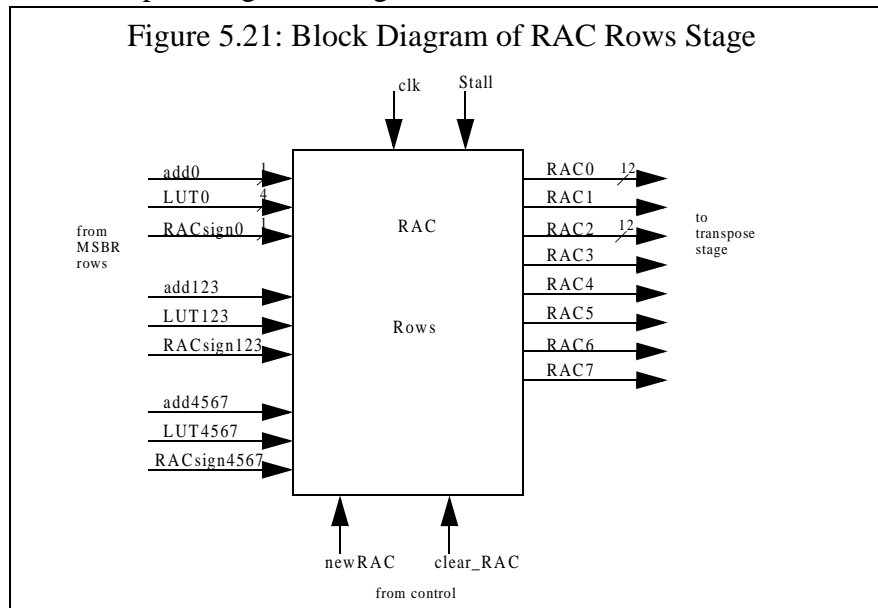 Figure 5.21: Block Diagram of RAC Rows Stage
clk
Stall
add0
1
LUT0
4
RACsign0
1
from
MSBR
rows
add123
LUT123
RACsign123
add4567
LUT4567
RACsign4567
RAC
Rows
RAC0
12
RAC1
RAC2
12
RAC3
RAC4
RAC5
RAC6
RAC7
to
transpose
stage
newRAC
clear_RAC
from control